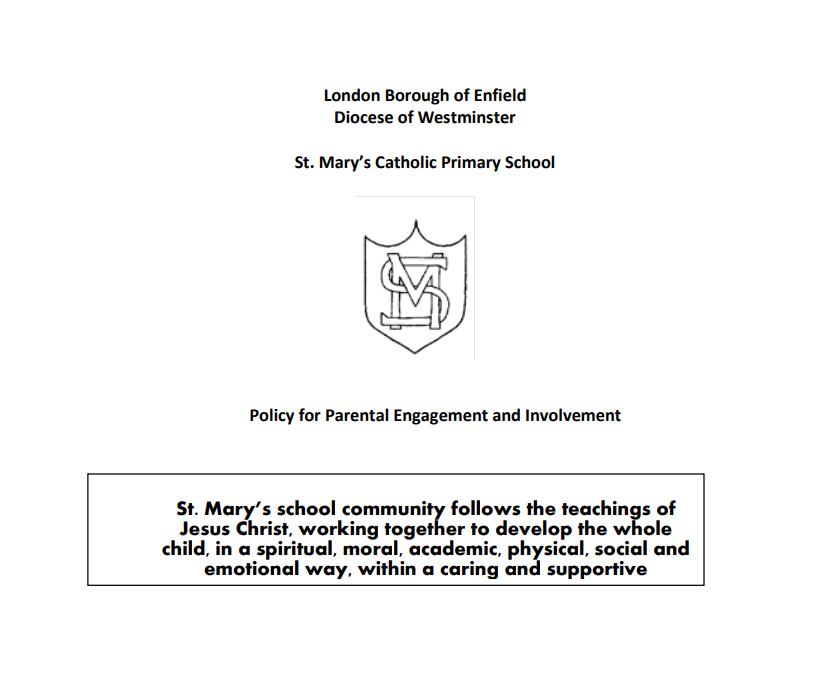 London Borough of Enfield
Diocese of Westminster
St. Mary's Catholic Primary School
SM
Policy for Parental Engagement and Involvement
St. Mary's school community follows the teachings of
Jesus Christ, working together to develop the whole
child, in a spiritual, moral, academic, physical, social and
emotional way, within a caring and supportive